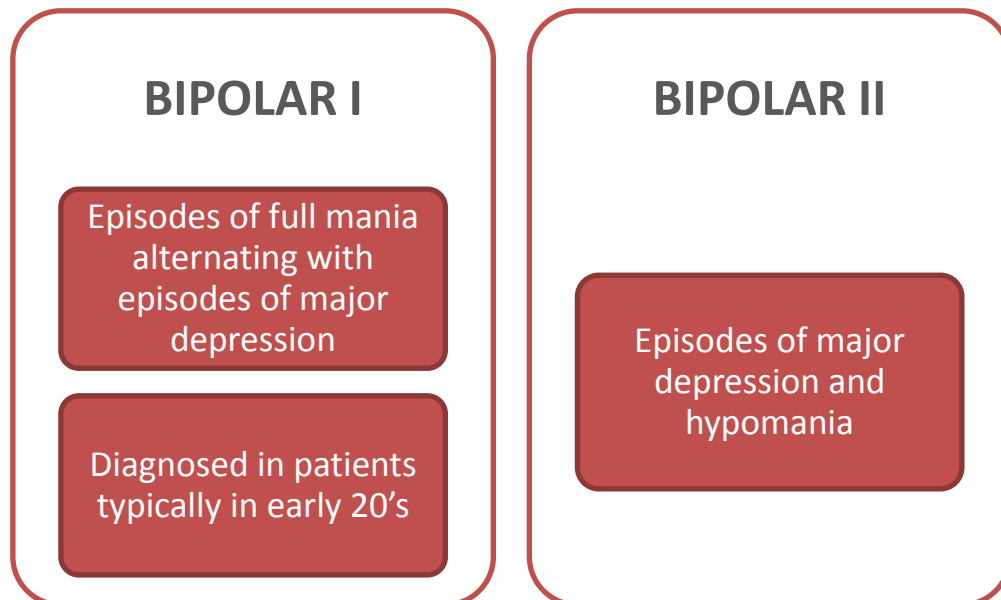 BIPOLAR I
Episodes of full mania
alternating with
episodes of major
depression
Diagnosed in patients
typically in early 20’s
BIPOLAR II
Episodes of major
depression and
hypomania